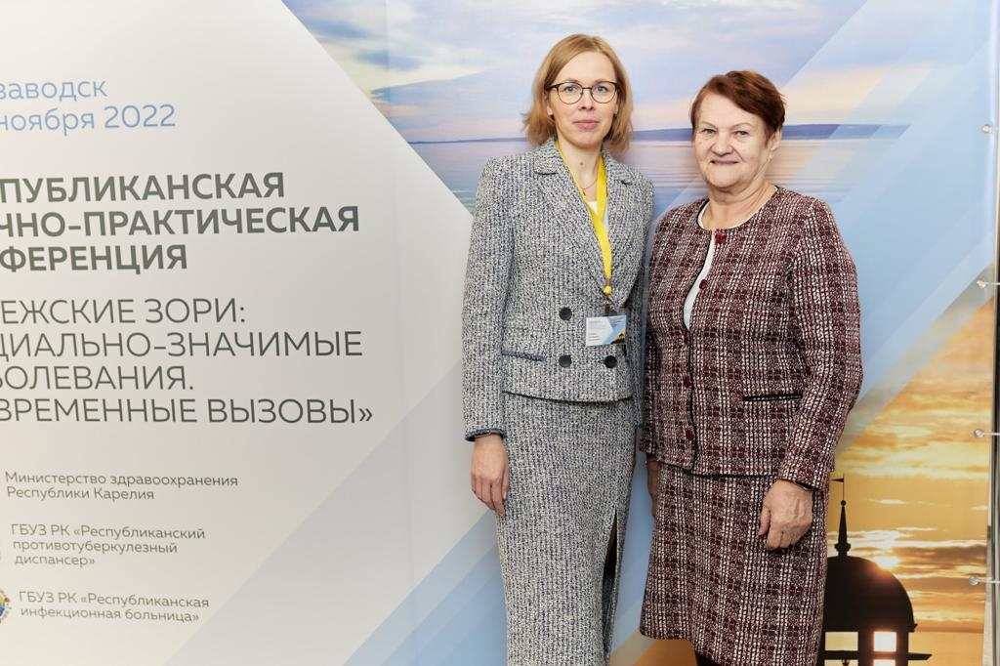 заводск
ноября 2022
ПУБЛИКАНСКАЯ
ЧНО-ПРАКТИЧЕСКАЯ
ФЕРЕНЦИЯ
ЕЖСКИЕ ЗОРИ:
ЦИАЛЬНО-ЗНАЧИМЫЕ
БОЛЕВАНИЯ.
ВРЕМЕННЫЕ ВЫЗОВЫ»
Министерство здравоохранения
Республики Карелия
ГБУЗ РК «Республиканский
противотуберкулезный
диспансер»
ГБУЗ РК «Республиканская
инфекционная больница»